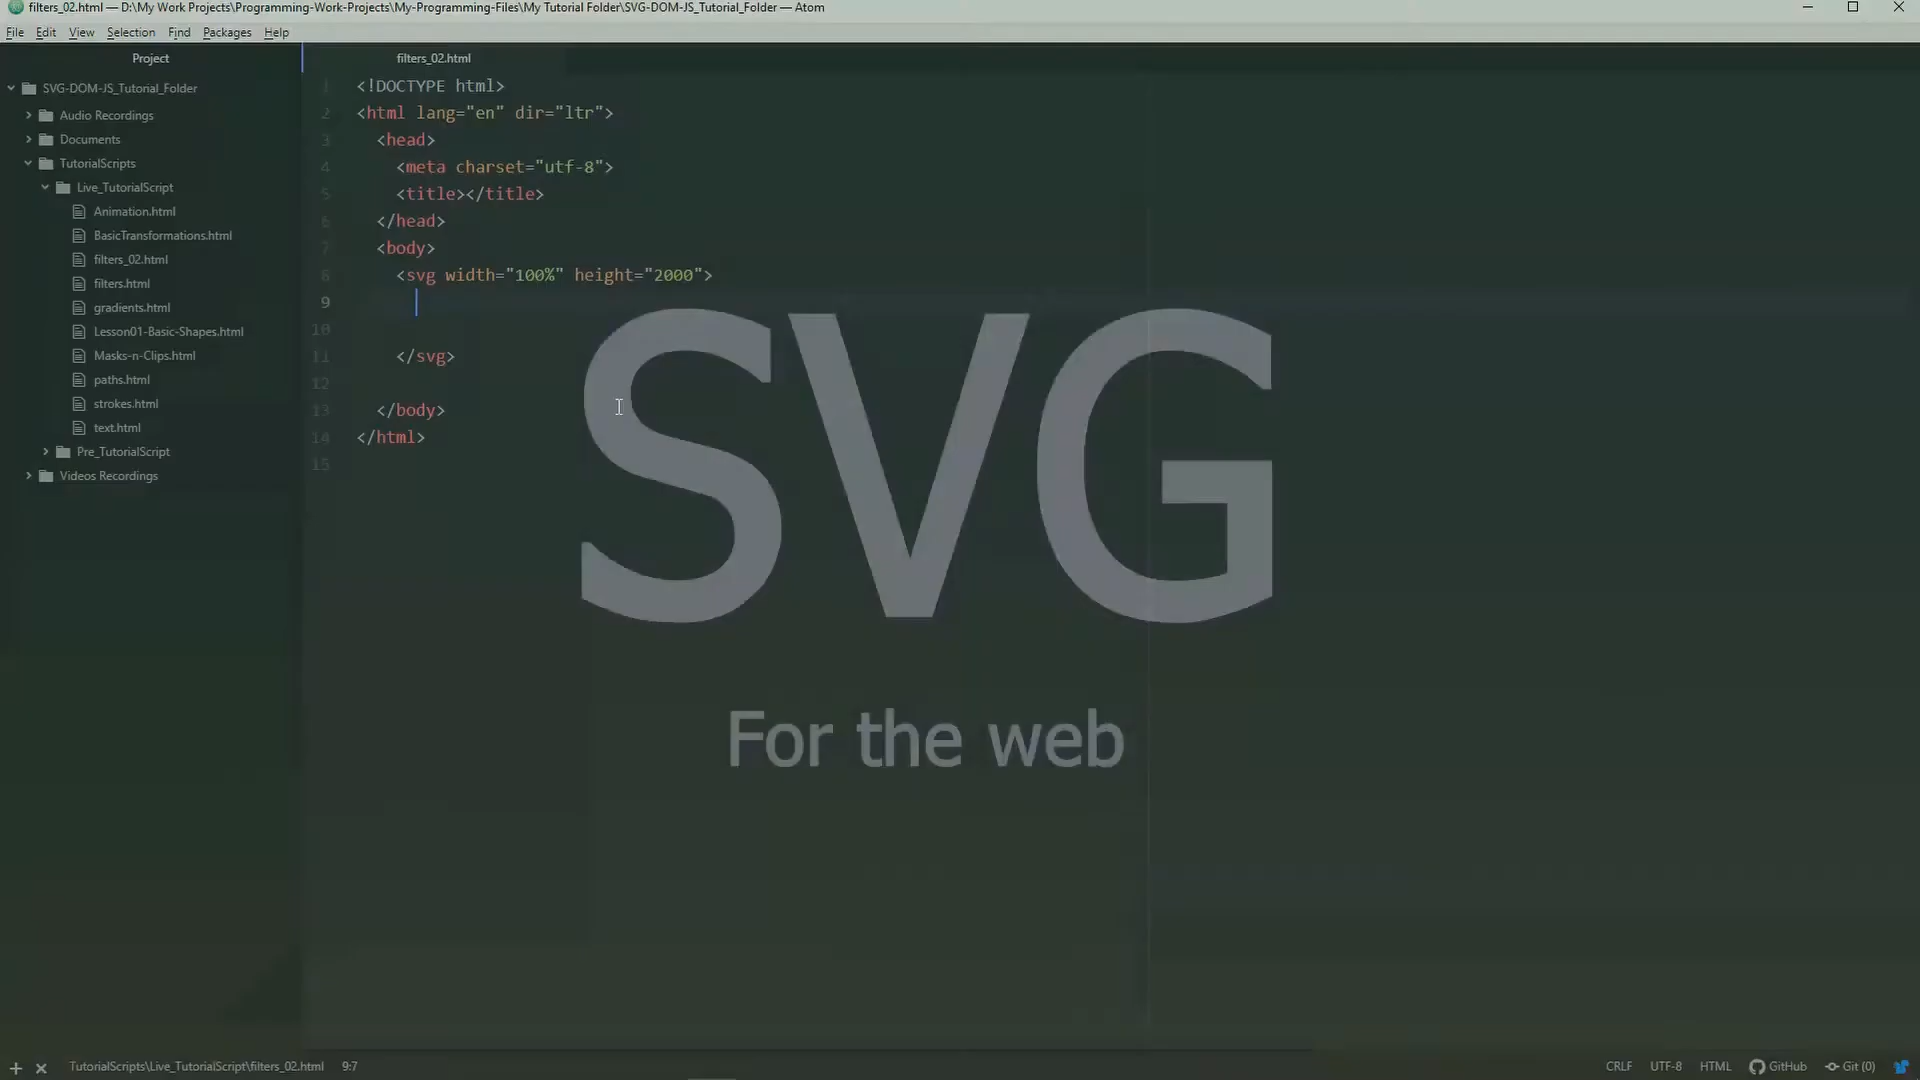 filters_02.html — D:\My Work Projects\Programming-Work-Projects\My-Programming-Files\My Tutorial Folder\SVG-DOM-JS_Tutorial_Folder — Atom
File Edit View Selection Find Packages Help
Project
SVG-DOM-JS_Tutorial_Folder
Audio Recordings
Documents
TutorialScripts
Live_TutorialScript
Animation.html
BasicTransformations.html
filters_02.html
filters.html
gradients.html
Lesson01-Basic-Shapes.html
Masks-n-Clips.html
paths.html
strokes.html
text.html
Pre_TutorialScript
Videos Recordings
filters_02.html
1 <!DOCTYPE html>
2 <html lang="en" dir="ltr">
3 <head>
4 <meta charset="utf-8">
5 <title></title>
6 </head>
7 <body>
8 <svg width="100%" height="2000">
9
10
11 </svg>
12
13 </body>
14 </html>
15
SVG
For the web
TutorialScripts\Live_TutorialScript\filters_02.html 9:7
CRLF UTF-8 HTML GitHub Git (0)